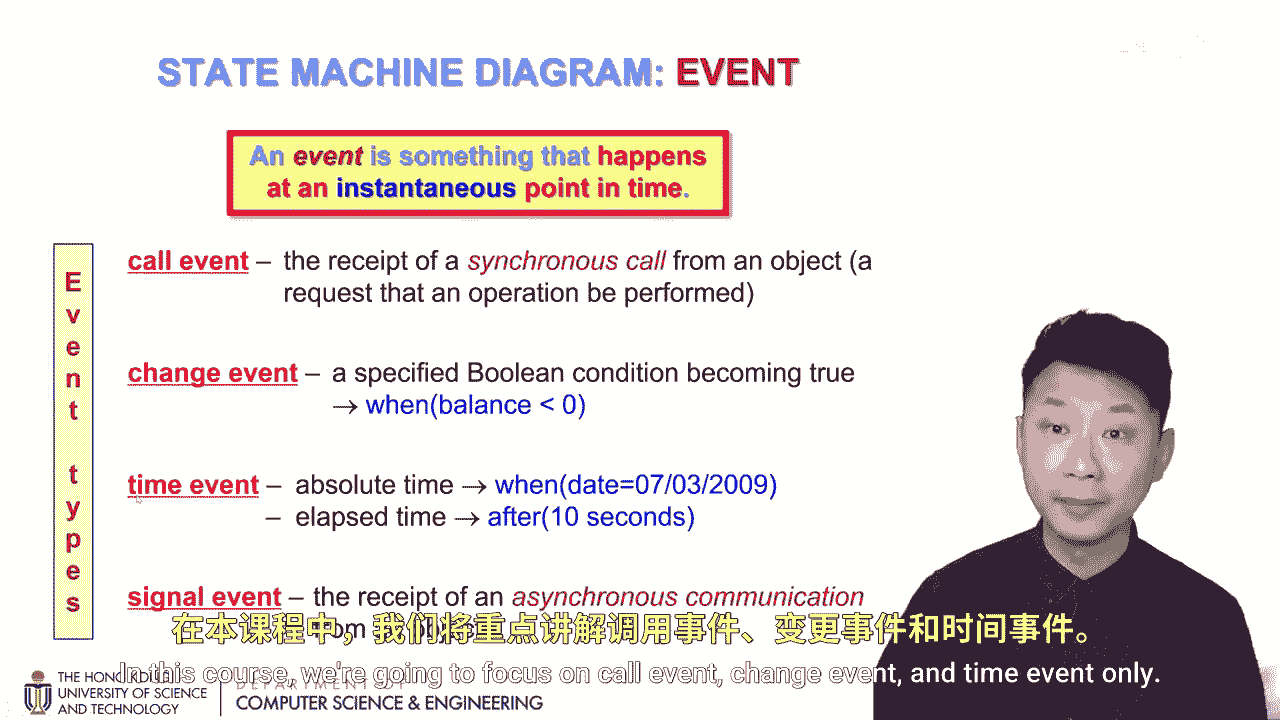 STATE MACHINE DIAGRAM: EVENT
An event is something that happens
at an instantaneous point in time.
Event types
call event – the receipt of a synchronous call from an object (a
request that an operation be performed)
change event – a specified Boolean condition becoming true
→ when(balance < 0)
time event – absolute time → when(date=07/03/2009)
– elapsed time → after(10 seconds)
signal event – the receipt of an asynchronous communication
在本课程中，我们将重点讲解调用事件、变更事件和时间事件。
In this course, we're going to focus on call event, change event, and time event only.
THE HONG KONG
UNIVERSITY OF SCIENCE
AND TECHNOLOGY
DEPARTMENT OF
COMPUTER SCIENCE & ENGINEERING